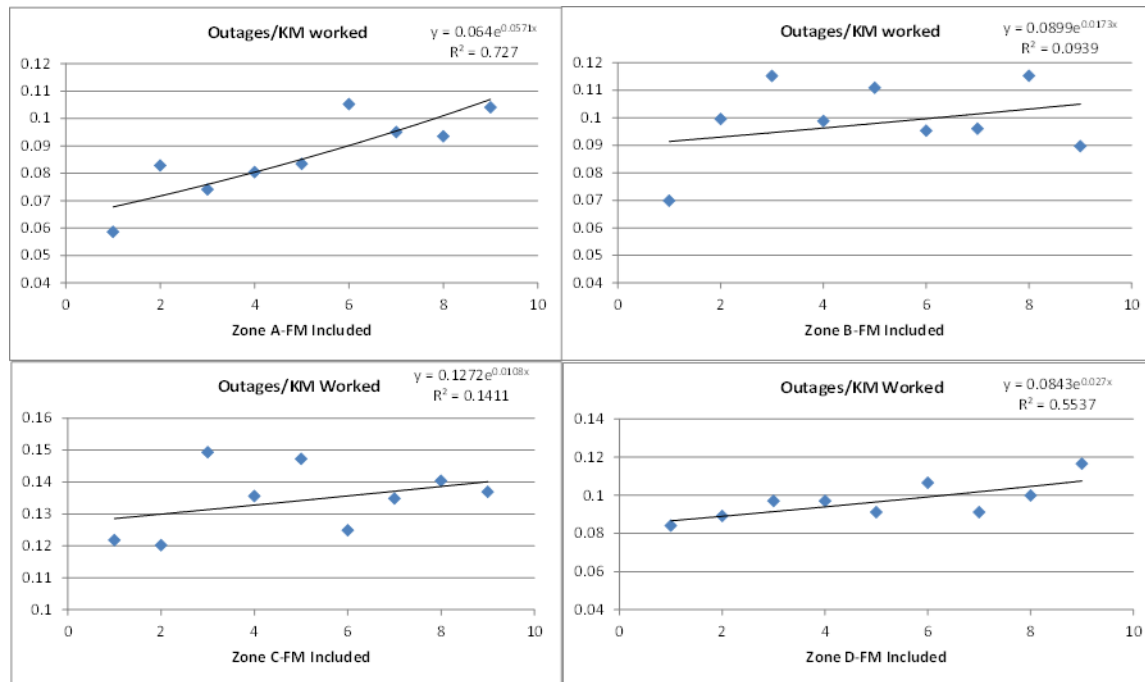 Outages/KM worked
y = 0.064e^0.0571x
R² = 0.727
0.12
0.11
0.1
0.09
0.08
0.07
0.06
0.05
0.04
0 2 4 6 8 10
Zone A-FM Included
Outages/KM worked
y = 0.0899e^0.0173x
R² = 0.0939
0.12
0.11
0.1
0.09
0.08
0.07
0.06
0.05
0.04
0 2 4 6 8 10
Zone B-FM Included
Outages/KM Worked
y = 0.1272e^0.0108x
R² = 0.1411
0.16
0.15
0.14
0.13
0.12
0.11
0.1
0 2 4 6 8 10
Zone C-FM Included
Outages/KM Worked
y = 0.0843e^0.027x
R² = 0.5537
0.14
0.12
0.1
0.08
0.06
0.04
0 2 4 6 8 10
Zone D-FM Included